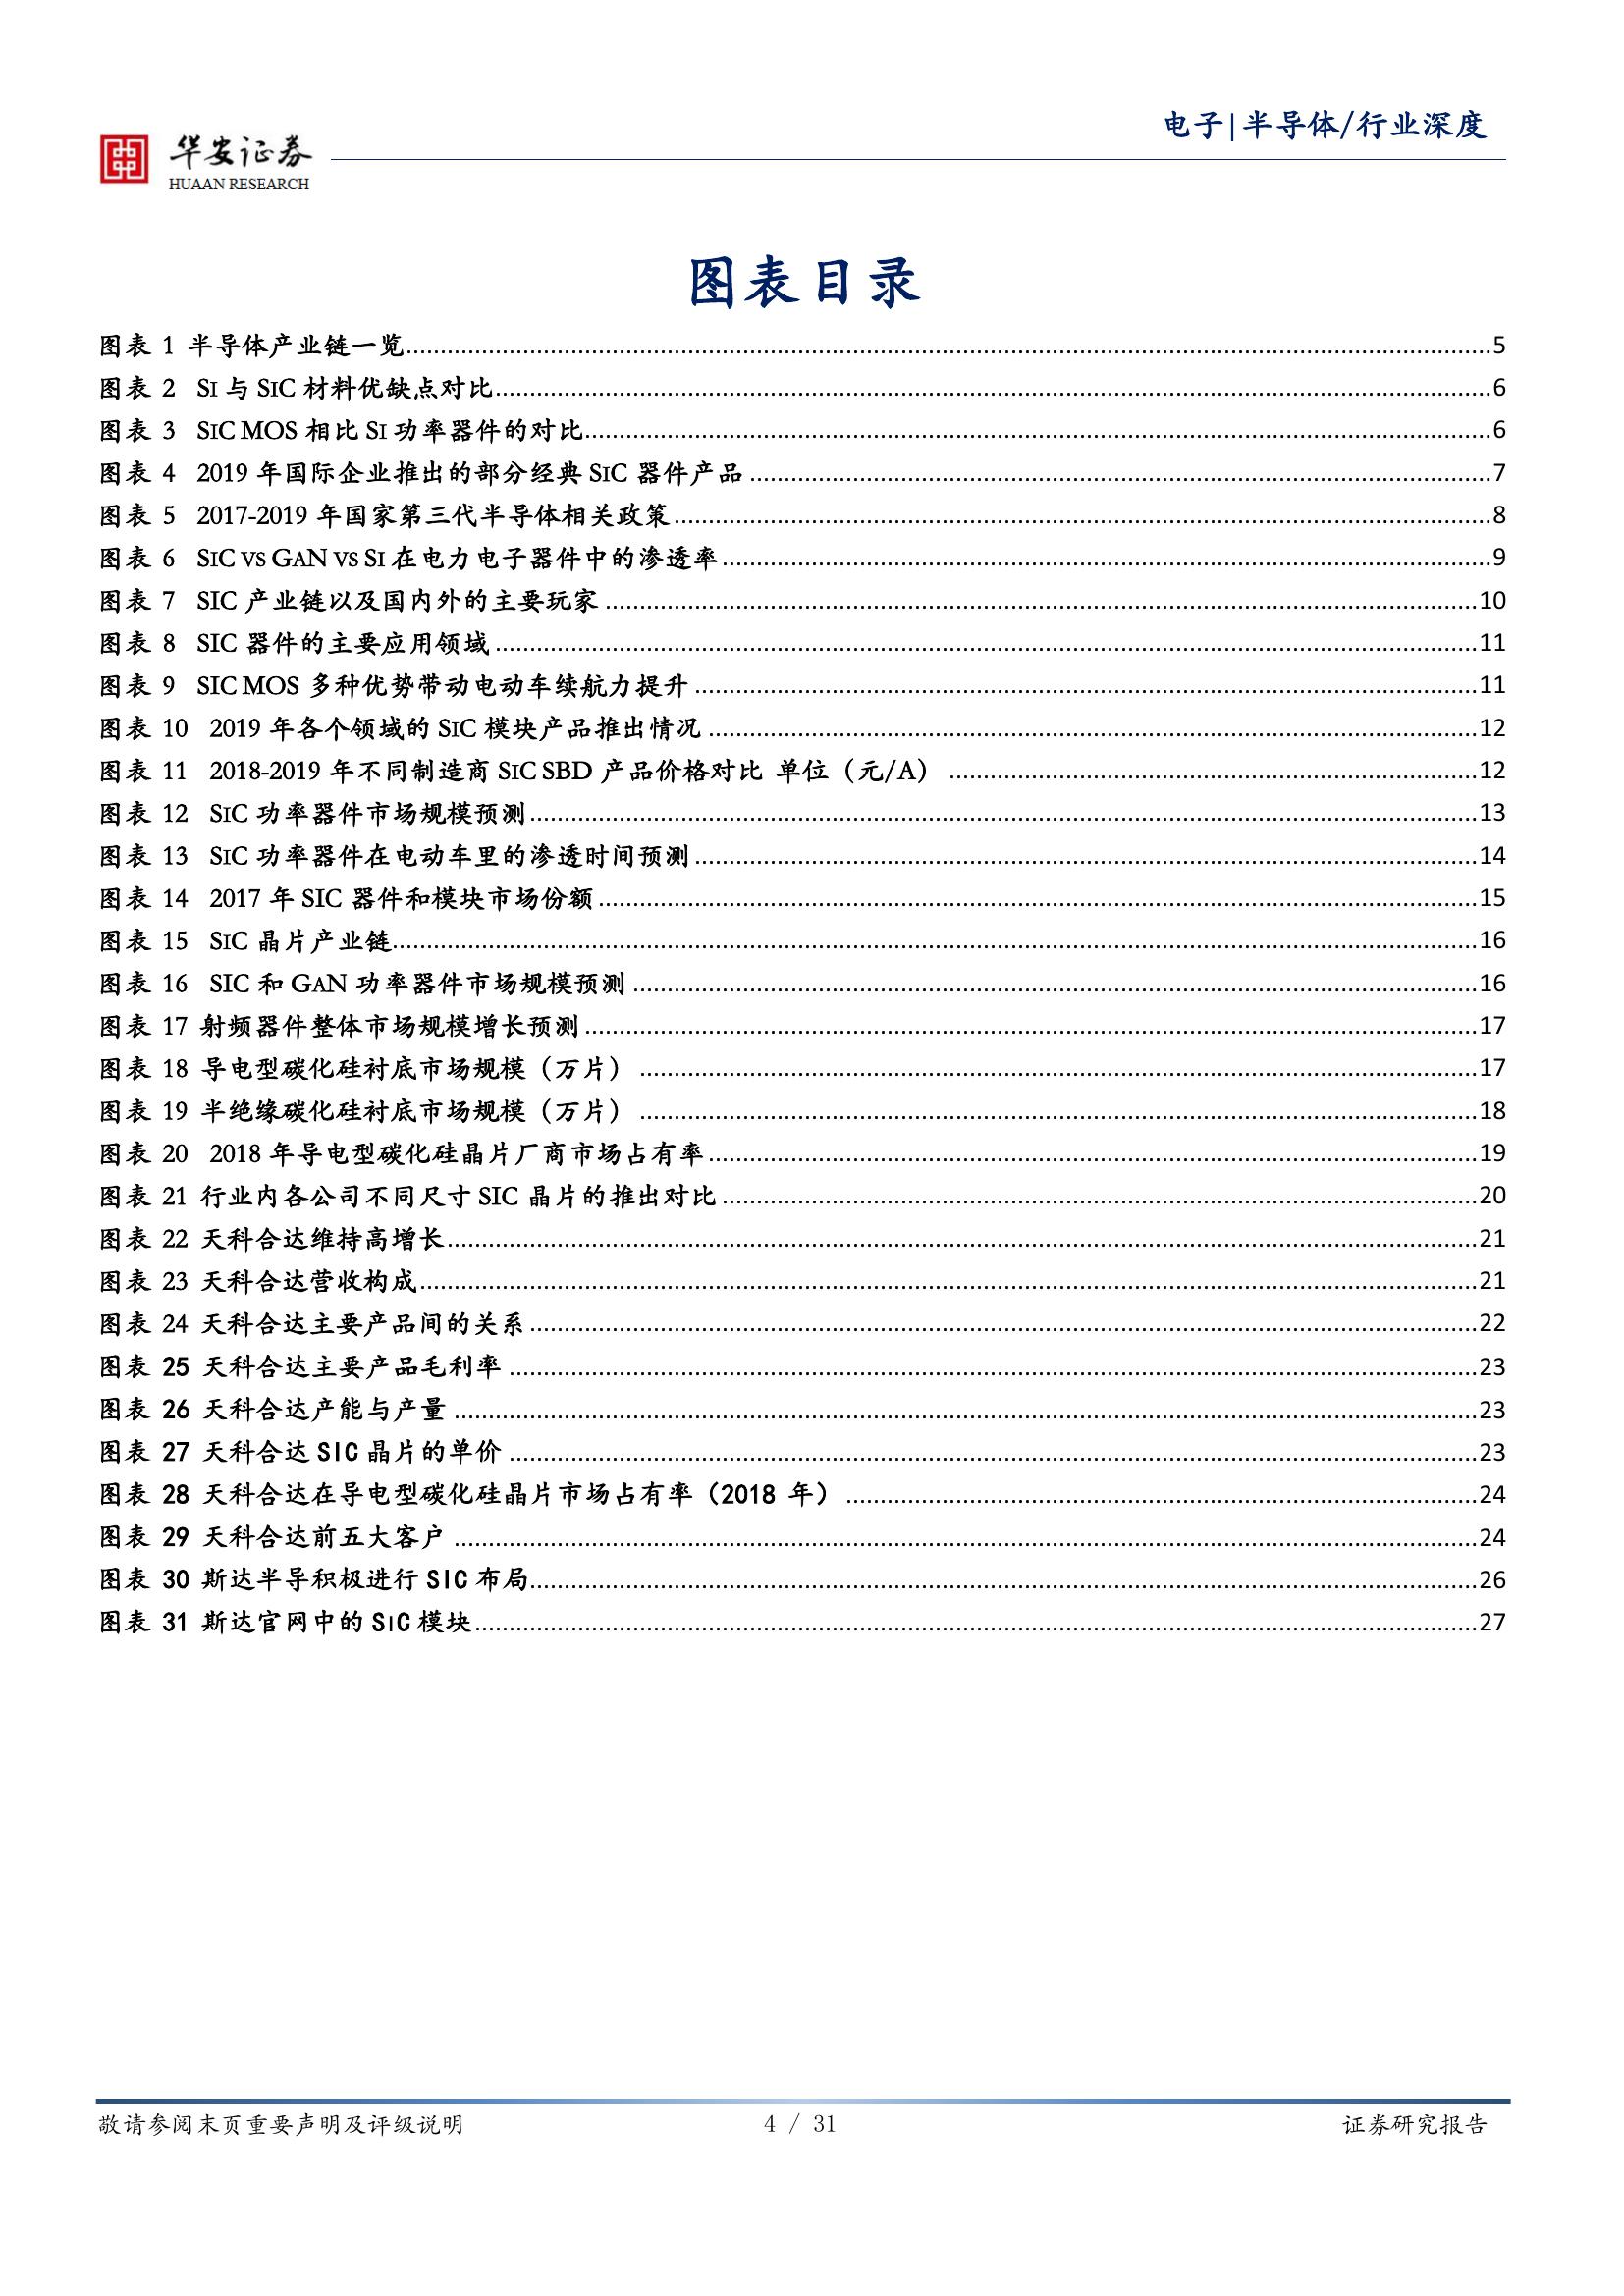 电子|半导体/行业深度
华安证券
HUAAN RESEARCH
图表目录
图表 1 半导体产业链一览....................5
图表 2 SI 与 SIC 材料优缺点对比....................6
图表 3 SIC MOS 相比 SI 功率器件的对比....................6
图表 4 2019 年国际企业推出的部分经典 SIC 器件产品....................7
图表 5 2017-2019 年国家第三代半导体相关政策....................8
图表 6 SIC VS GAN VS SI 在电力电子器件中的渗透率....................9
图表 7 SIC 产业链以及国内外的主要玩家....................10
图表 8 SIC 器件的主要应用领域....................11
图表 9 SIC MOS 多种优势带动电动车续航力提升....................11
图表 10 2019 年各个领域的 SIC 模块产品推出情况....................12
图表 11 2018-2019 年不同制造商 SIC SBD 产品价格对比 单位（元/A）....................12
图表 12 SIC 功率器件市场规模预测....................13
图表 13 SIC 功率器件在电动车里的渗透时间预测....................14
图表 14 2017 年 SIC 器件和模块市场份额....................15
图表 15 SIC 晶片产业链....................16
图表 16 SIC 和 GAN 功率器件市场规模预测....................16
图表 17 射频器件整体市场规模增长预测....................17
图表 18 导电型碳化硅衬底市场规模（万片）....................17
图表 19 半绝缘碳化硅衬底市场规模（万片）....................18
图表 20 2018 年导电型碳化硅晶片厂商市场占有率....................19
图表 21 行业内各公司不同尺寸 SIC 晶片的推出对比....................20
图表 22 天科合达维持高增长....................21
图表 23 天科合达营收构成....................21
图表 24 天科合达主要产品间的关系....................22
图表 25 天科合达主要产品毛利率....................23
图表 26 天科合达产能与产量....................23
图表 27 天科合达 SIC 晶片的单价....................23
图表 28 天科合达在导电型碳化硅晶片市场占有率（2018 年）....................24
图表 29 天科合达前五大客户....................24
图表 30 斯达半导积极进行 SIC 布局....................26
图表 31 斯达官网中的 SIC 模块....................27
敬请参阅末页重要声明及评级说明
4 / 31
证券研究报告